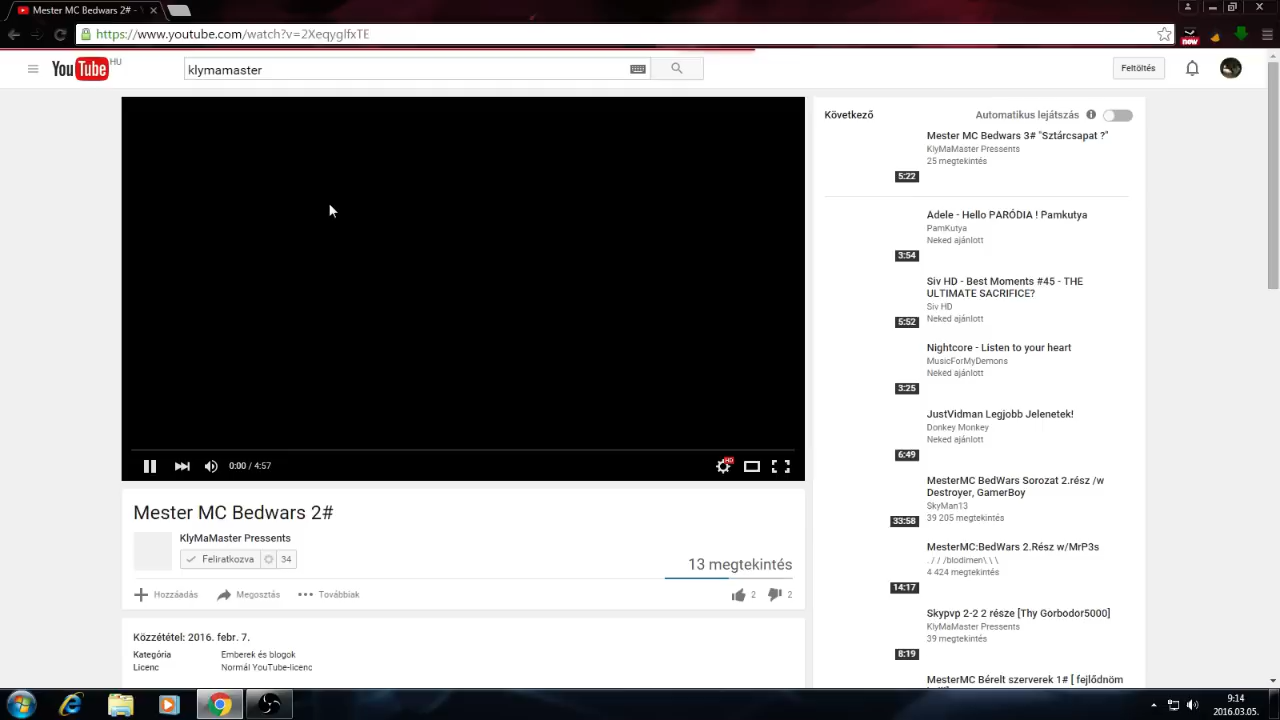 Mester MC Bedwars 2# -
https://www.youtube.com/watch?v=2XeqyglfxTE
new
YouTube HU
klymamaster
Feltöltés
Következő
Automatikus lejátszás
Mester MC Bedwars 3# "Sztárcsapat ?"
KlyMaMaster Pressents
25 megtekintés
5:22
Adele - Hello PARÓDIA ! Pamkutya
PamKutya
Neked ajánlott
3:54
Siv HD - Best Moments #45 - THE
ULTIMATE SACRIFICE?
Siv HD
Neked ajánlott
5:52
Nightcore - Listen to your heart
MusicForMyDemons
Neked ajánlott
3:25
JustVidman Legjobb Jelenetek!
Donkey Monkey
Neked ajánlott
6:49
MesterMC BedWars Sorozat 2.rész /w
Destroyer, GamerBoy
SkyMan13
39 205 megtekintés
33:58
MesterMC:BedWars 2.Rész w/MrP3s
. / / /blodimen\ \ \
4 424 megtekintés
14:17
Skypvp 2-2 2 része [Thy Gorbodor5000]
KlyMaMaster Pressents
39 megtekintés
8:19
MesterMC Bérelt szerverek 1# [ fejlődnöm
0:00 / 4:57
HD
Mester MC Bedwars 2#
KlyMaMaster Pressents
Feliratkozva
34
13 megtekintés
Hozzáadás
Megosztás
Továbbiak
2
2
Közzététel: 2016. febr. 7.
Kategória
Emberek és blogok
Licenc
Normál YouTube-licenc
9:14
2016.03.05.